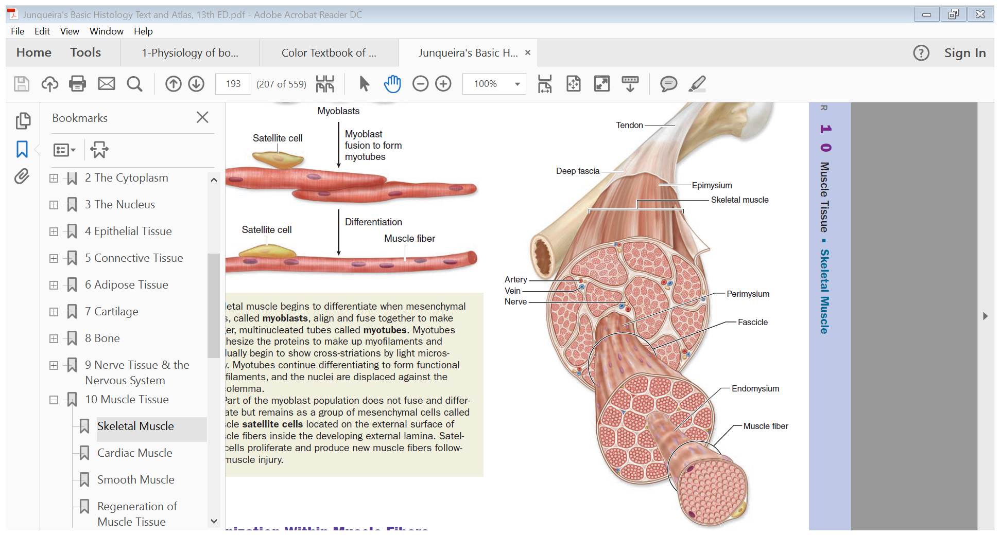 Junqueira's Basic Histology Text and Atlas, 13th ED.pdf - Adobe Acrobat Reader DC
File Edit View Window Help
Home Tools 1-Physiology of bo... Color Textbook of ... Junqueira's Basic H... × ? Sign In
193 (207 of 559) 100%
Bookmarks
2 The Cytoplasm
3 The Nucleus
4 Epithelial Tissue
5 Connective Tissue
6 Adipose Tissue
7 Cartilage
8 Bone
9 Nerve Tissue & the
Nervous System
10 Muscle Tissue
Skeletal Muscle
Cardiac Muscle
Smooth Muscle
Regeneration of
Muscle Tissue
Myoblasts
Satellite cell
Myoblast
fusion to form
myotubes
Differentiation
Satellite cell
Muscle fiber
letal muscle begins to differentiate when mesenchymal
s, called myoblasts, align and fuse together to make
ger, multinucleated tubes called myotubes. Myotubes
hesize the proteins to make up myofilaments and
ually begin to show cross-striations by light micros-
y. Myotubes continue differentiating to form functional
filaments, and the nuclei are displaced against the
colemma.
Part of the myoblast population does not fuse and differ-
ate but remains as a group of mesenchymal cells called
scle satellite cells located on the external surface of
scle fibers inside the developing external lamina. Satel-
cells proliferate and produce new muscle fibers follow-
muscle injury.
nization Within Muscle Fibers
Tendon
Deep fascia
Epimysium
Skeletal muscle
Artery
Vein
Nerve
Perimysium
Fascicle
Endomysium
Muscle fiber
R 10 Muscle Tissue ▪ Skeletal Muscle